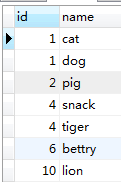 id name
1 cat
1 dog
2 pig
4 snack
4 tiger
6 bettry
10 lion